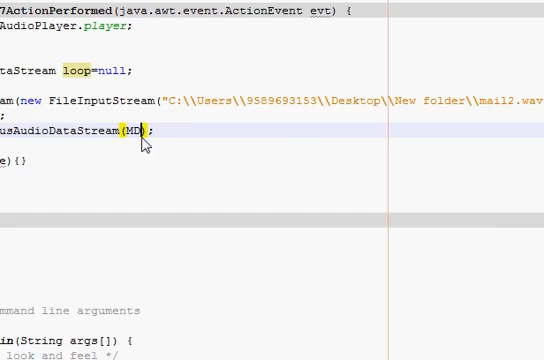 7ActionPerformed(java.awt.event.ActionEvent evt) {
AudioPlayer.player;
taStream loop=null;
am(new FileInputStream("C:\\Users\\9589693153\\Desktop\\New folder\\mail2.wav
;
usAudioDataStream(MD);
e){}
mmand line arguments
in(String args[]) {
look and feel */